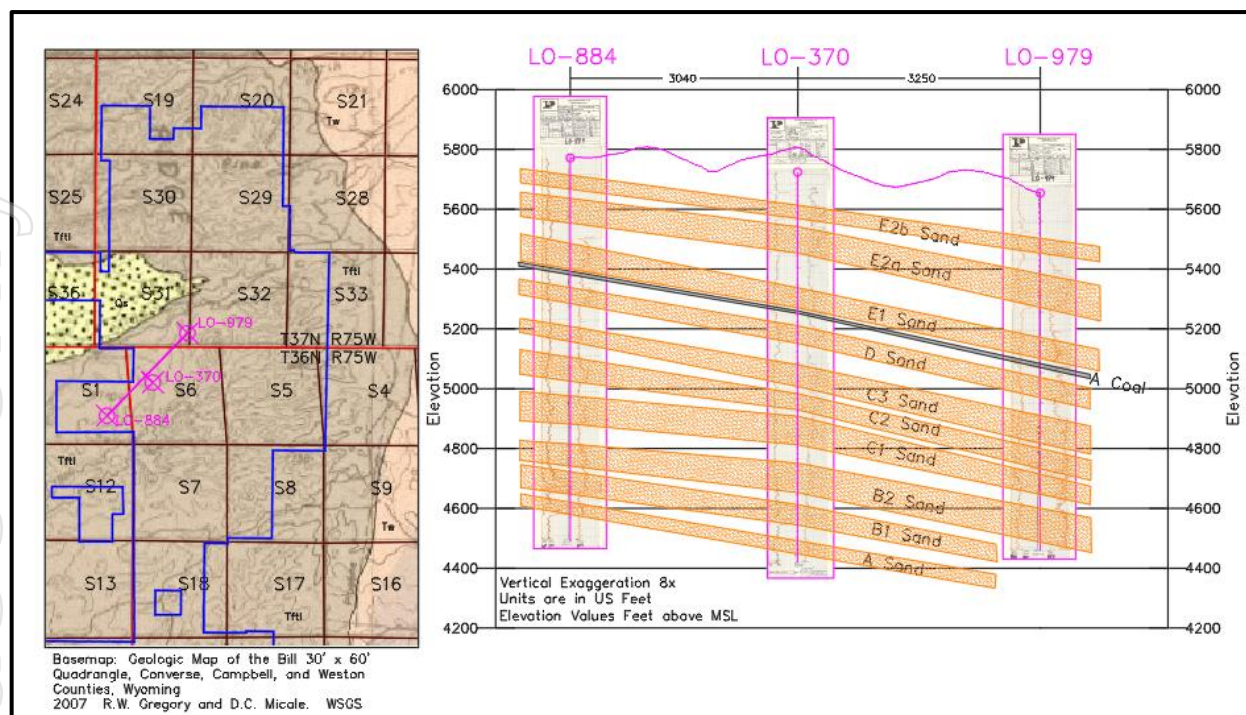 S24
S19
S20
S21
Tw
S25
S30
S29
S28
Tftl
S36
Qs
S31
S32
Tftl
S33
LO-979
T37N R75W
T36N R75W
S1
LO-370
S6
S5
S4
LO-884
Tftl
S12
S7
S8
S9
Tw
S13
S18
S17
S16
Tftl
Basemap: Geologic Map of the Bill 30' x 60'
Quadrangle, Converse, Campbell, and Weston
Counties, Wyoming
2007 R.W. Gregory and D.C. Micale. WSGS
LO-884
LO-370
LO-979
3040
3250
6000
6000
5800
5800
5600
5600
5400
5400
5200
5200
5000
5000
4800
4800
4600
4600
4400
4400
4200
4200
Elevation
Elevation
E2b Sand
E2a Sand
E1 Sand
D Sand
A Coal
C3 Sand
C2 Sand
C1 Sand
B2 Sand
B1 Sand
A Sand
Vertical Exaggeration 8x
Units are in US Feet
Elevation Values Feet above MSL